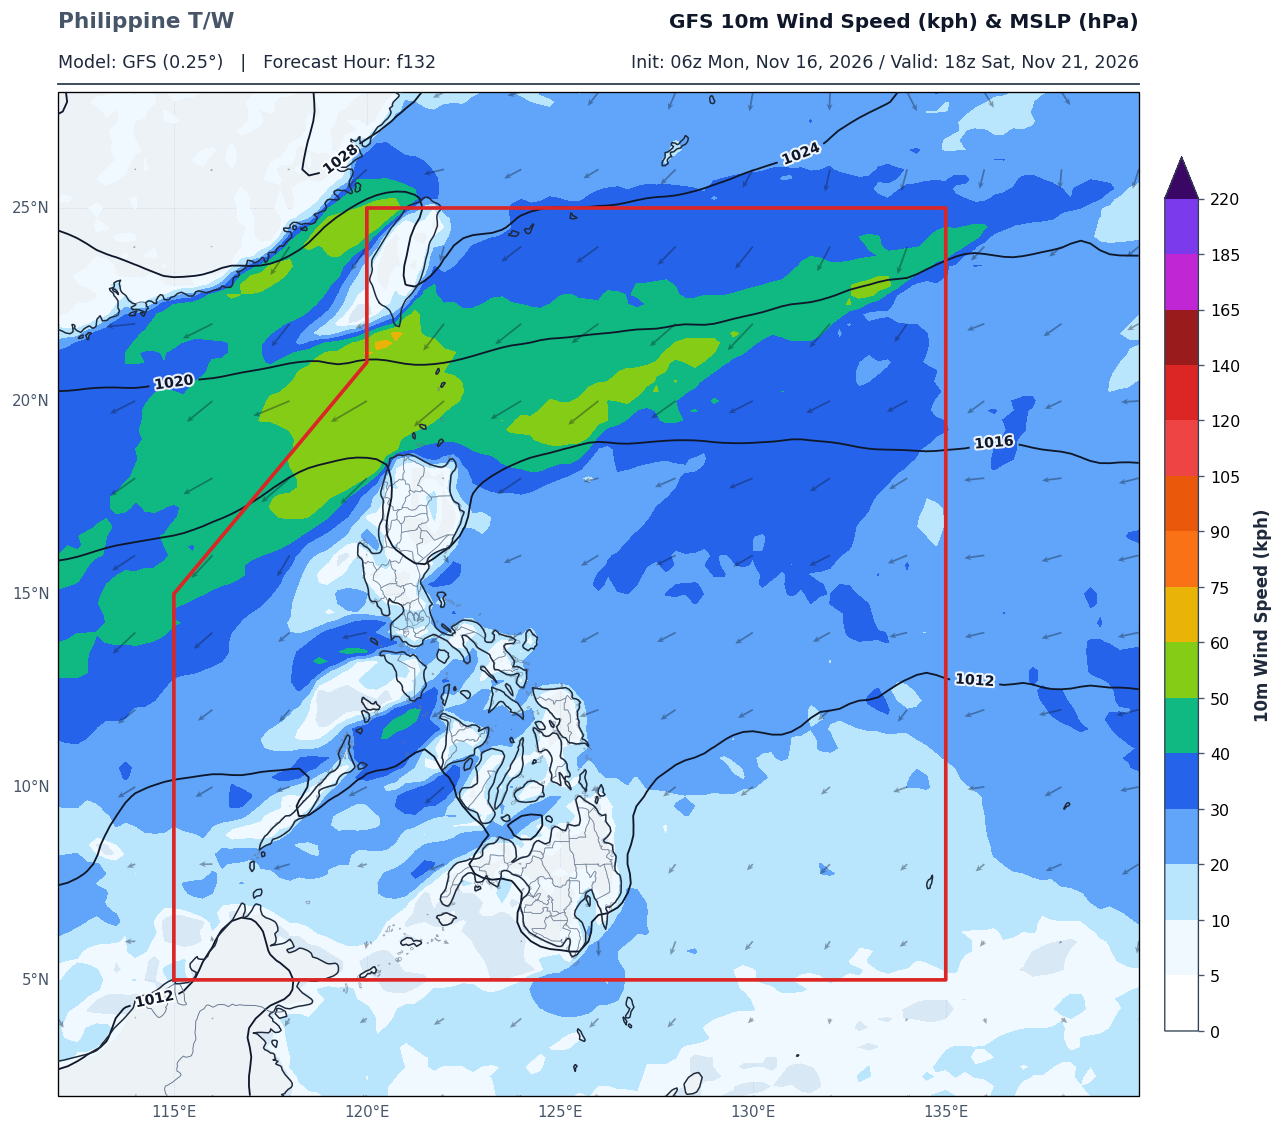 Philippine T/W
GFS 10m Wind Speed (kph) & MSLP (hPa)
Model: GFS (0.25°) | Forecast Hour: f132
Init: 06z Mon, Nov 16, 2026 / Valid: 18z Sat, Nov 21, 2026
1028
1024
1020
1016
1012
1012
25°N
20°N
15°N
10°N
5°N
115°E
120°E
125°E
130°E
135°E
220
185
165
140
120
105
90
75
60
50
40
30
20
10
5
0
10m Wind Speed (kph)